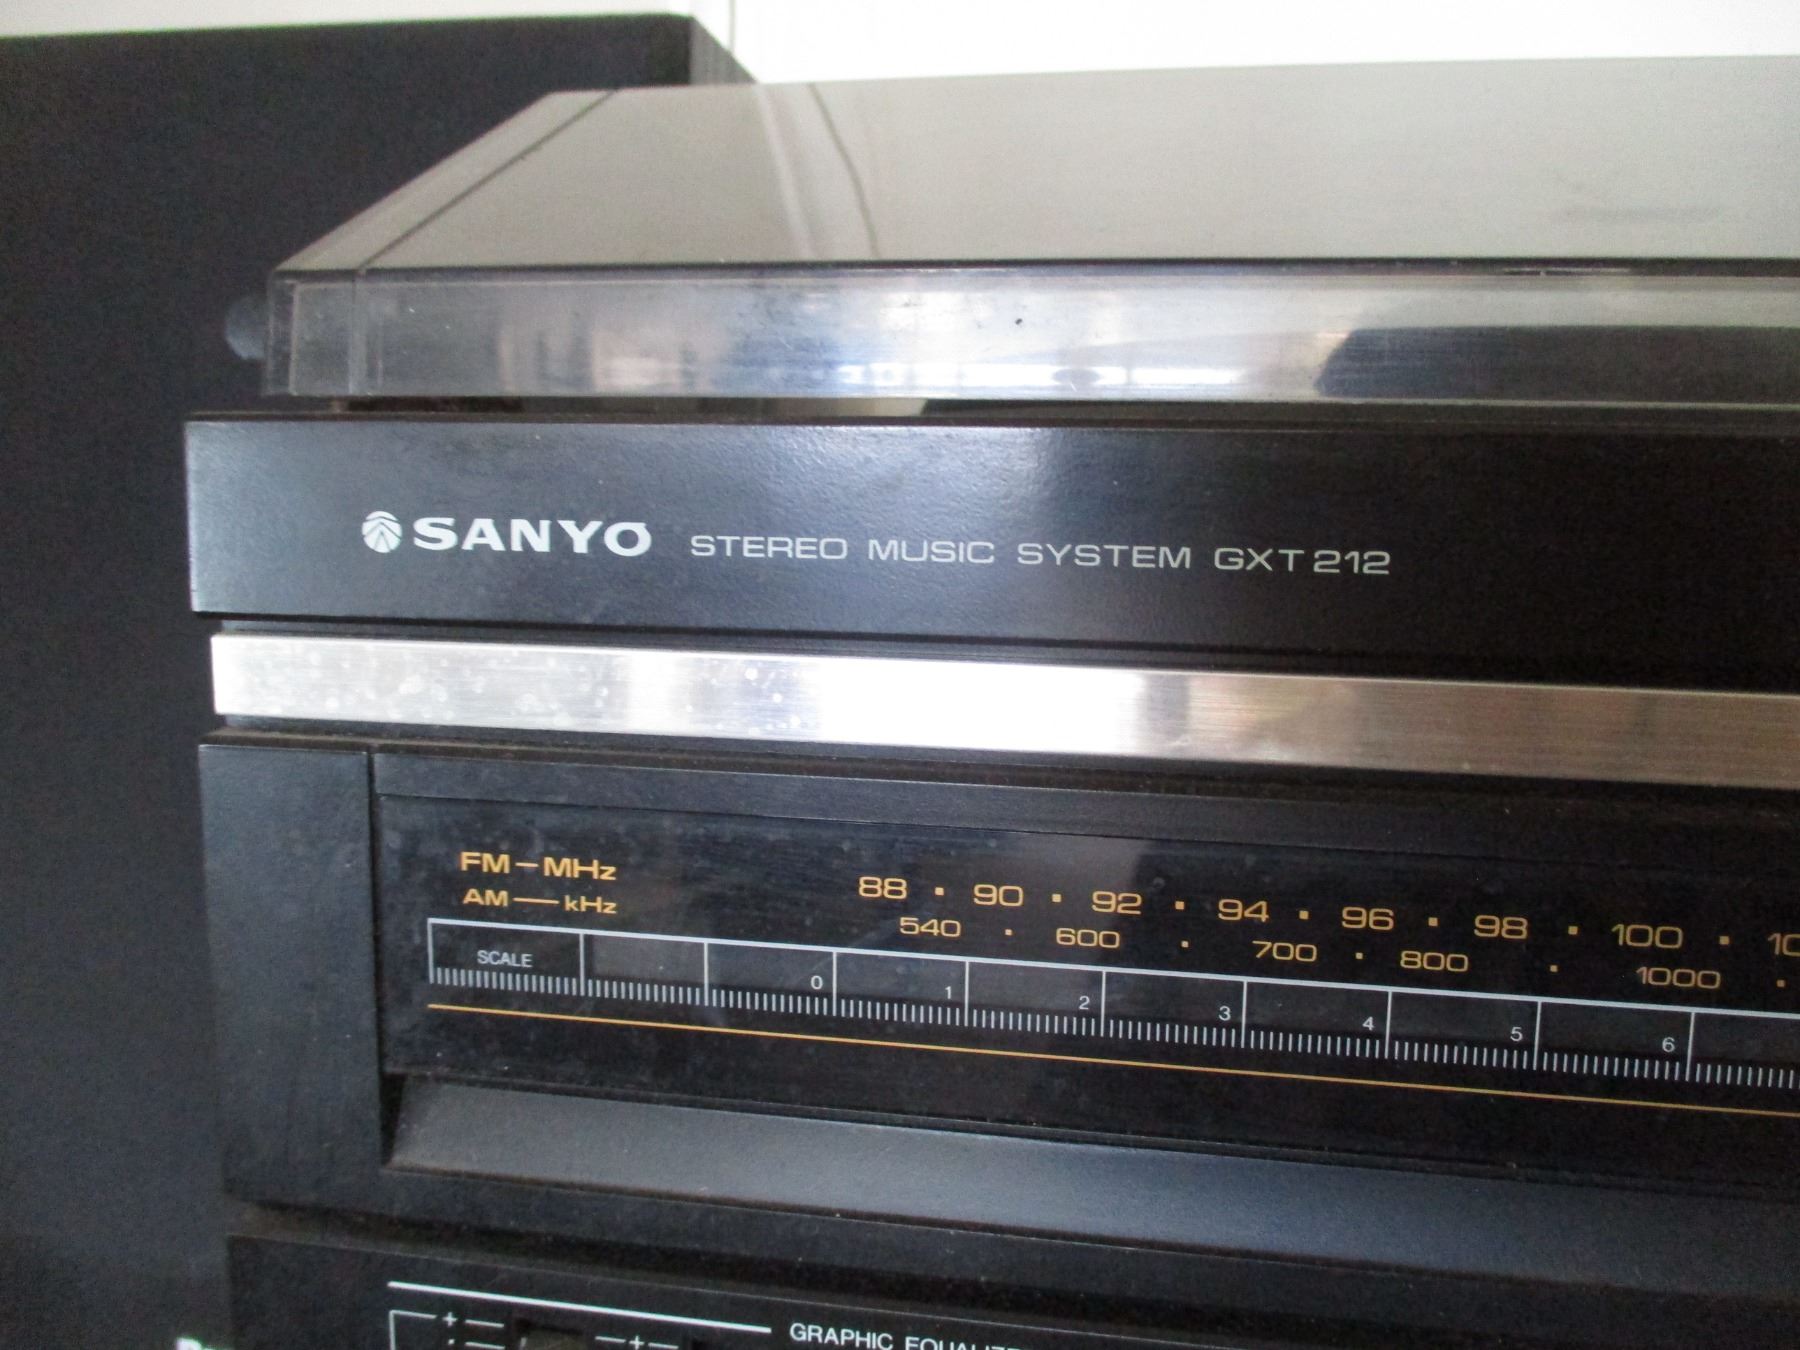 SANYO STEREO MUSIC SYSTEM GXT 212
FM — MHz 88 • 90 • 92 • 94 • 96 • 98 • 100 •
AM — kHz 540 • 600 • 700 • 800 • 1000 •
SCALE 0 1 2 3 4 5 6
GRAPHIC
+ +